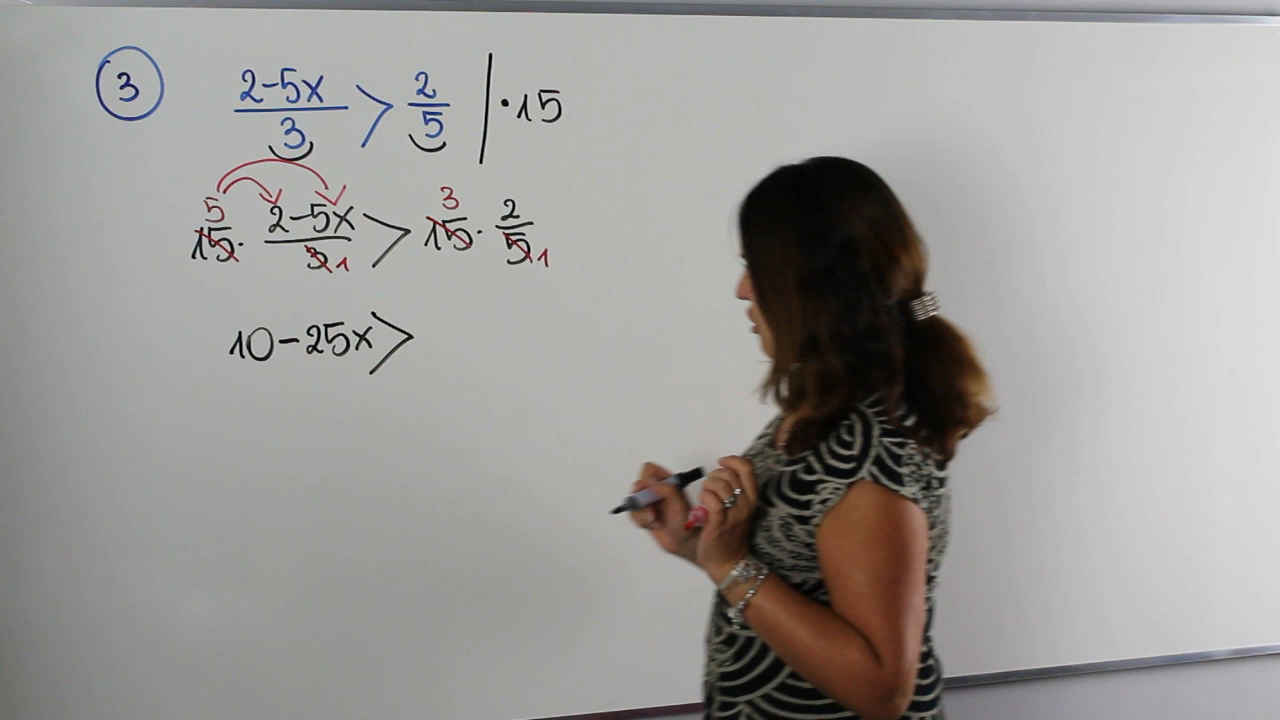 3 (2-5x)/3 > 2/5 | ·15
5 3
15· (2-5x)/3 1 > 15· 2/5 1
10-25x>